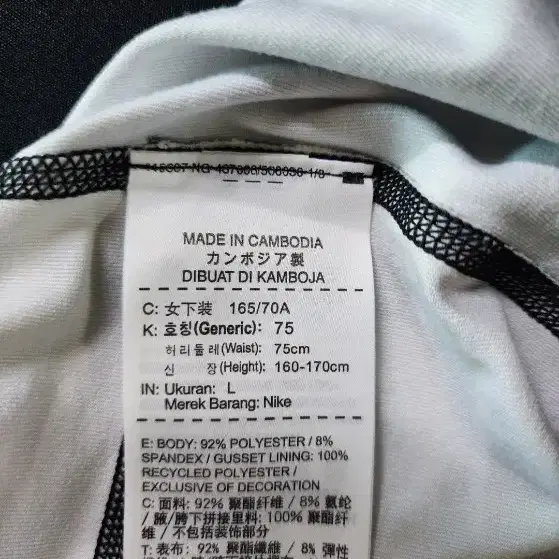 MADE IN CAMBODIA
カンボジア製
DIBUAT DI KAMBOJA
C: 女下装 165/70A
K: 호칭(Generic): 75
허리둘레(Waist): 75cm
신 장(Height): 160-170cm
IN: Ukuran: L
Merek Barang: Nike
E: BODY: 92% POLYESTER / 8%
SPANDEX / GUSSET LINING: 100%
RECYCLED POLYESTER /
EXCLUSIVE OF DECORATION
C: 面料: 92% 聚酯纤维 / 8% 氨纶
/ 腋/胯下拼接里料: 100% 聚酯纤
维 / 不包括装饰部分
T: 表布: 92% 聚酯纖維 / 8% 彈性